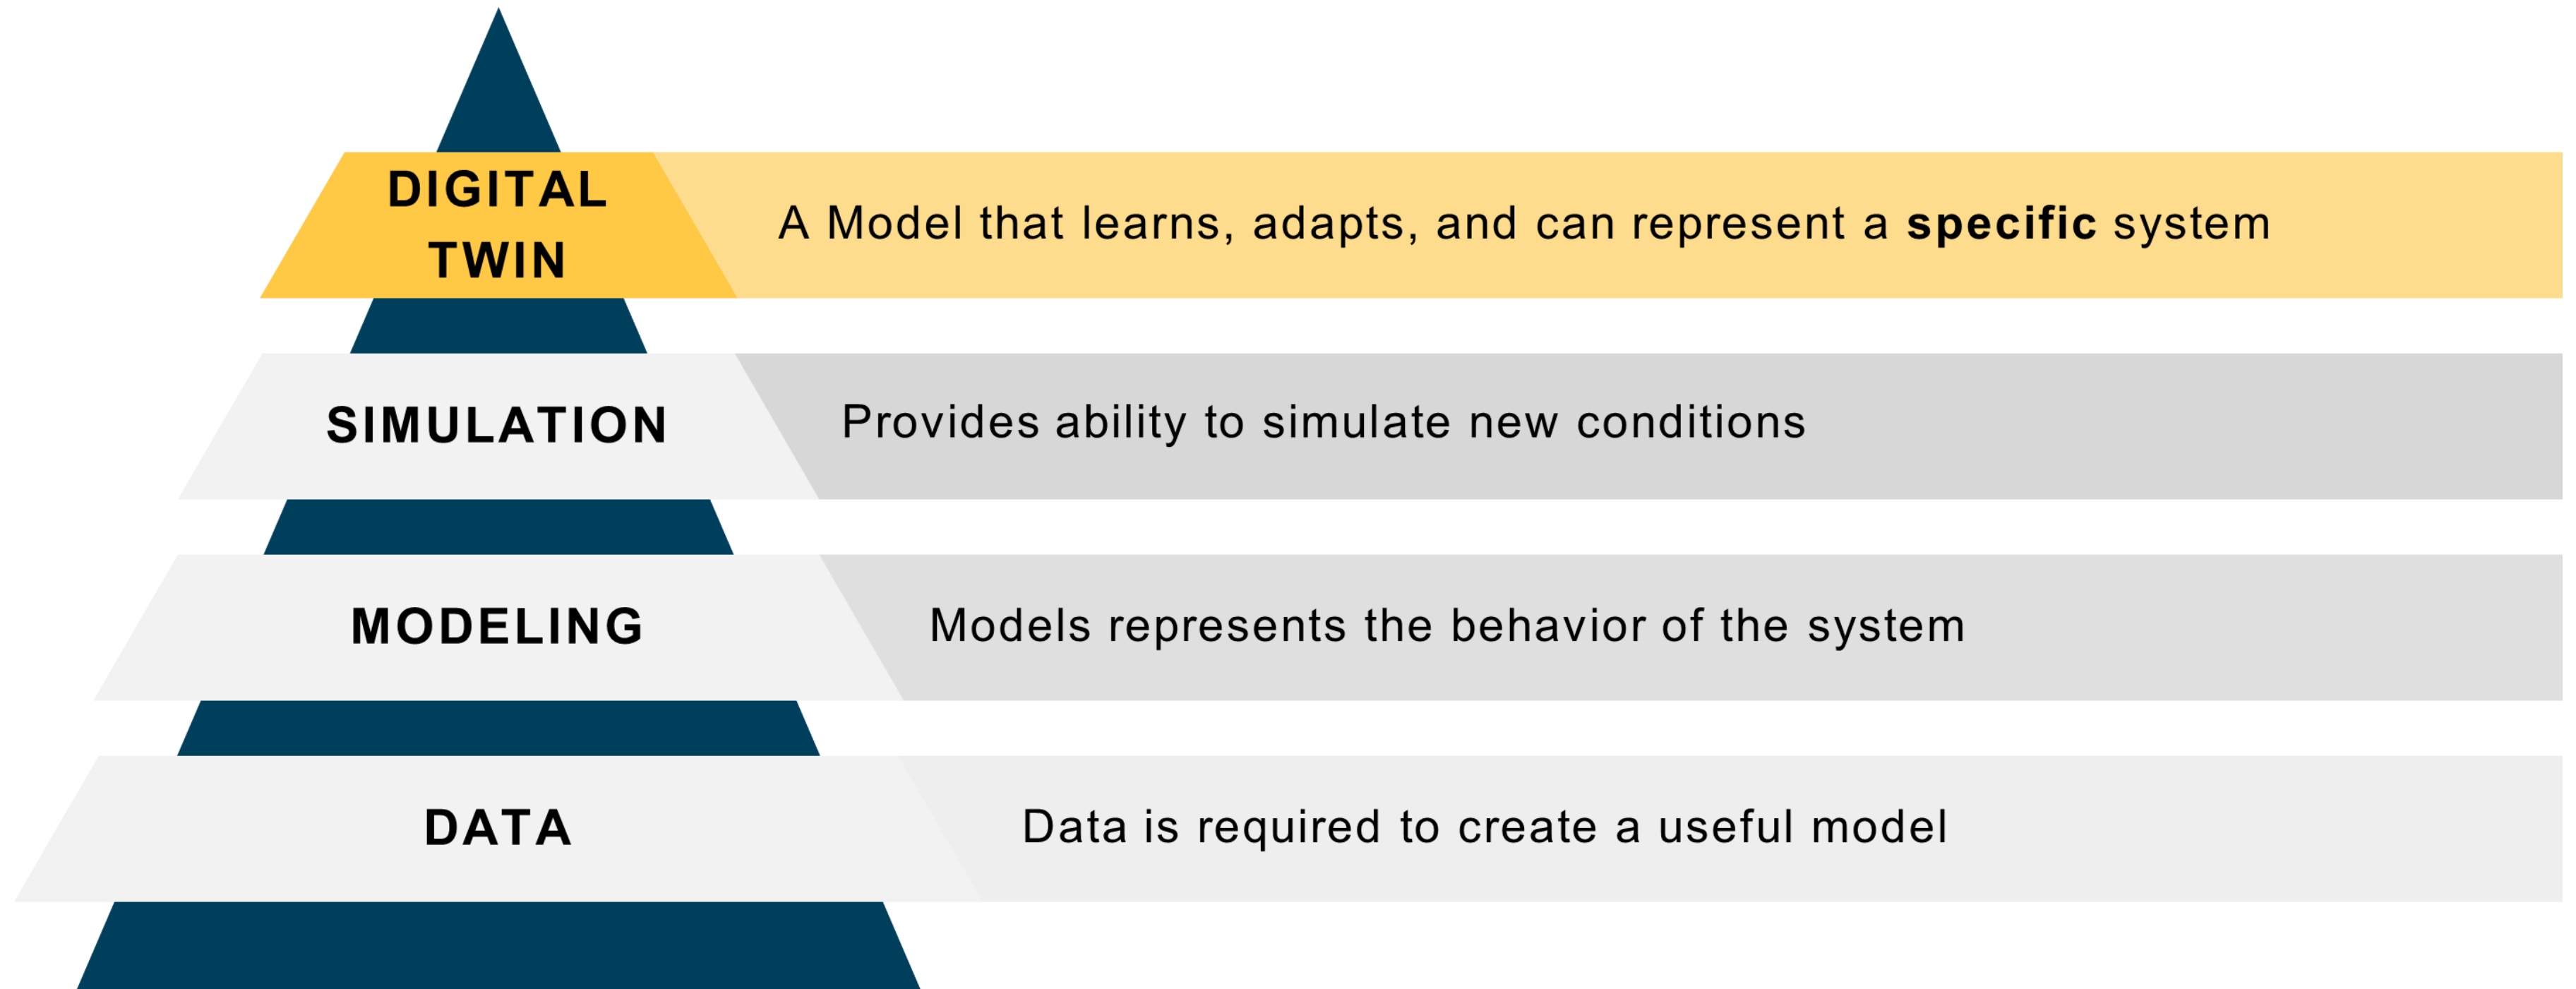 DIGITAL
TWIN
A Model that learns, adapts, and can represent a specific system
SIMULATION
Provides ability to simulate new conditions
MODELING
Models represents the behavior of the system
DATA
Data is required to create a useful model